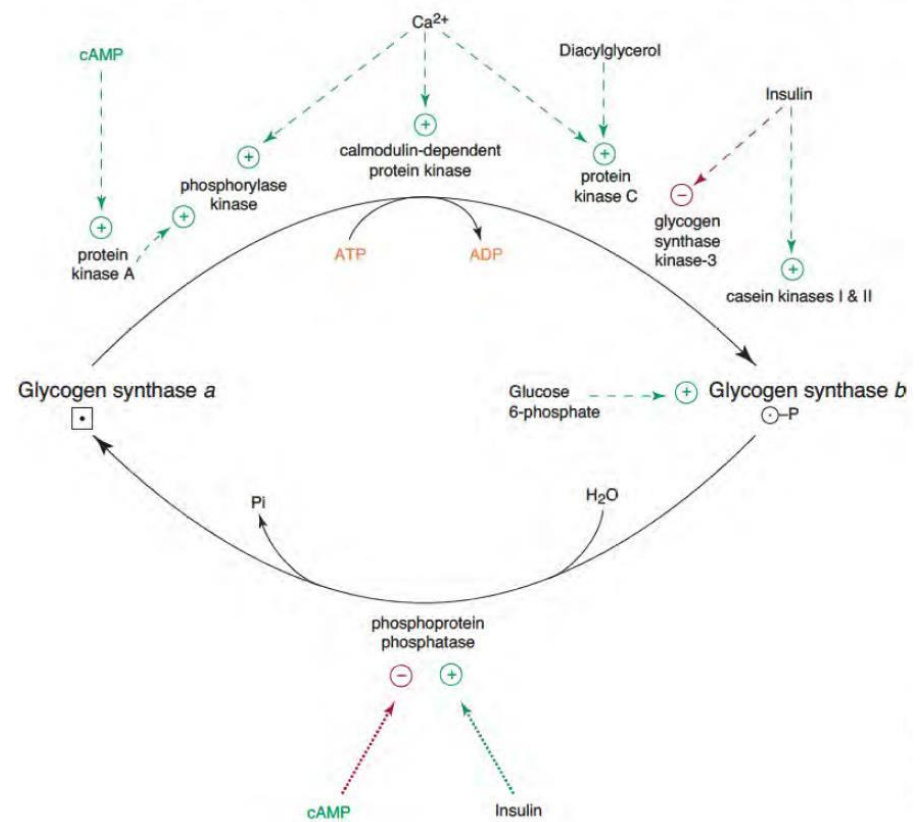 Ca²⁺
cAMP
Diacylglycerol
Insulin
+
calmodulin-dependent
protein kinase
+
phosphorylase
kinase
+
protein
kinase C
−
glycogen
synthase
kinase-3
+
+
protein
kinase A
ATP
ADP
+
casein kinases I & II
Glycogen synthase a
Glucose
6-phosphate
+
Glycogen synthase b
–P
Pi
H₂O
phosphoprotein
phosphatase
− +
cAMP
Insulin